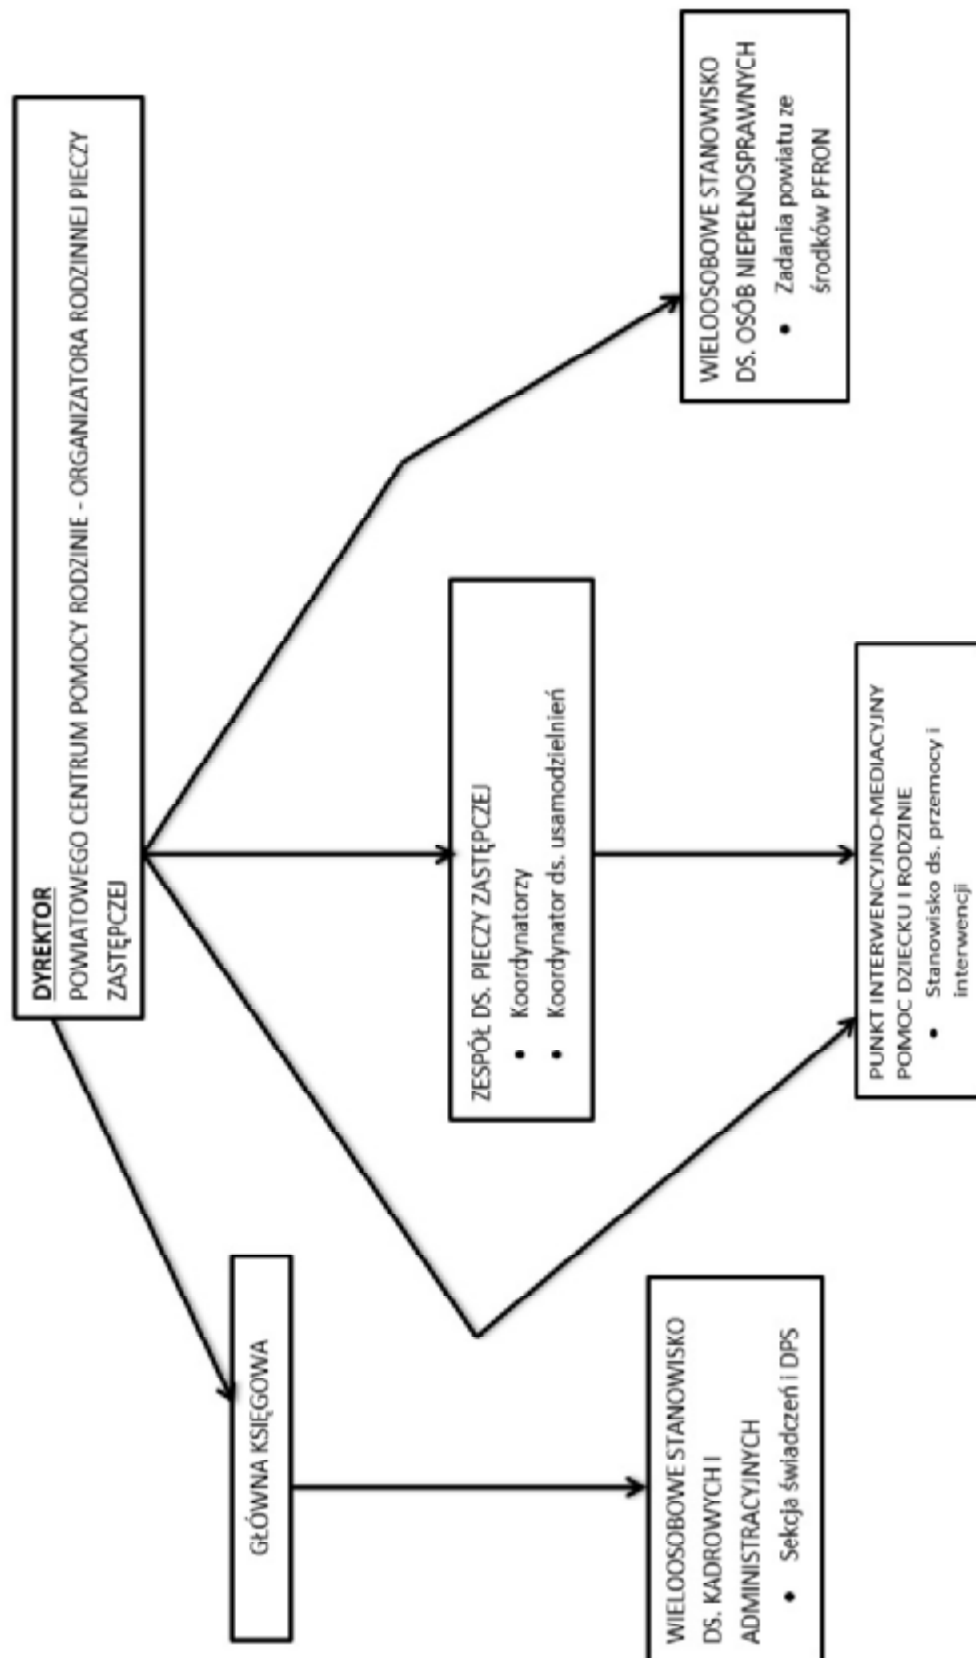 DYREKTOR
POWIATOWEGO CENTRUM POMOCY RODZINIE - ORGANIZATORA RODZINNEJ PIECZY
ZASTĘPCZEJ
GŁÓWNA KSIĘGOWA
WIELOOSOBOWE STANOWISKO
DS. KADROWYCH I
ADMINISTRACYJNYCH
• Sekcja świadczeń i DPS
ZESPÓŁ DS. PIECZY ZASTĘPCZEJ
• Koordynatorzy
• Koordynator ds. usamodzielnień
PUNKT INTERWENCYJNO-MEDIACYJNY
POMOC DZIECKU I RODZINIE
• Stanowisko ds. przemocy i
interwencji
WIELOOSOBOWE STANOWISKO
DS. OSÓB NIEPEŁNOSPRAWNYCH
• Zadania powiatu ze
środków PFRON